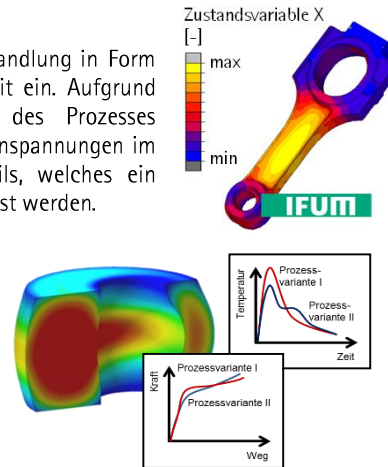 Zustandsvariable X
[-]
max
min
IFUM
handlung in Form
it ein. Aufgrund
des Prozesses
nspannungen im
ils, welches ein
st werden.
Temperatur
Prozess-
variante I
Prozess-
variante II
Zeit
Kraft
Prozessvariante I
Prozessvariante II
Weg